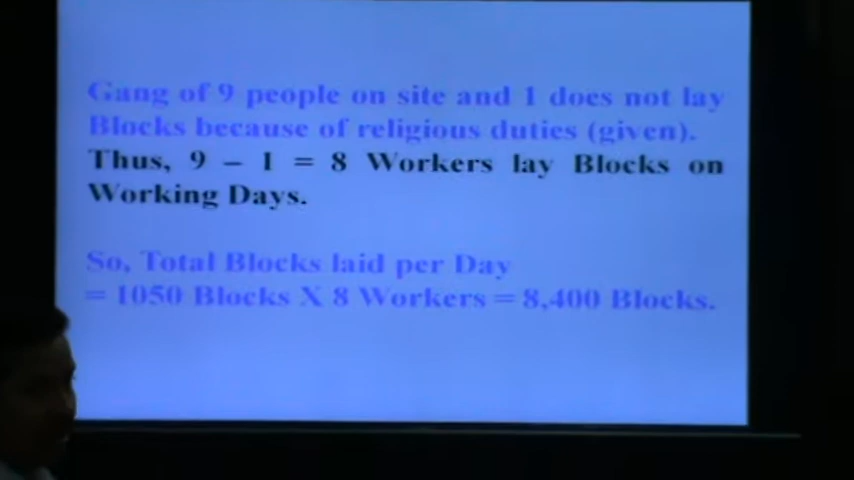 Gang of 9 people on site and 1 does not lay
Blocks because of religious duties (given).
Thus, 9 – 1 = 8 Workers lay Blocks on
Working Days.
So, Total Blocks laid per Day
= 1050 Blocks X 8 Workers = 8,400 Blocks.